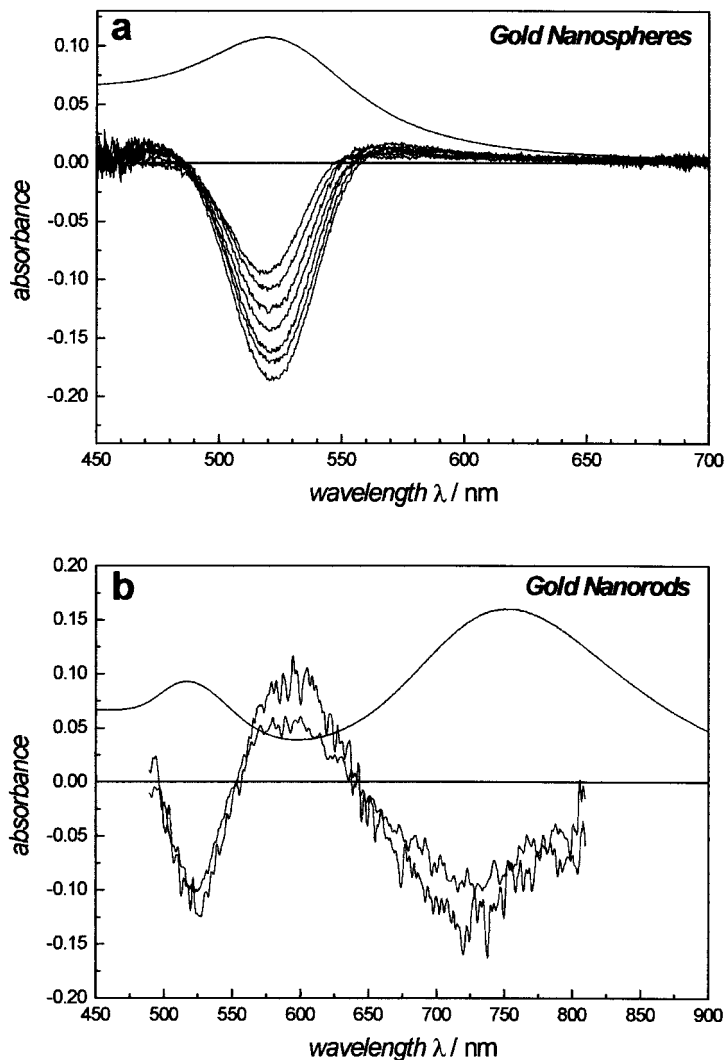 a
Gold Nanospheres
0.10
0.05
0.00
-0.05
-0.10
-0.15
-0.20
absorbance
450 500 550 600 650 700
wavelength λ / nm
b
Gold Nanorods
0.20
0.15
0.10
0.05
0.00
-0.05
-0.10
-0.15
-0.20
absorbance
450 500 550 600 650 700 750 800 850 900
wavelength λ / nm